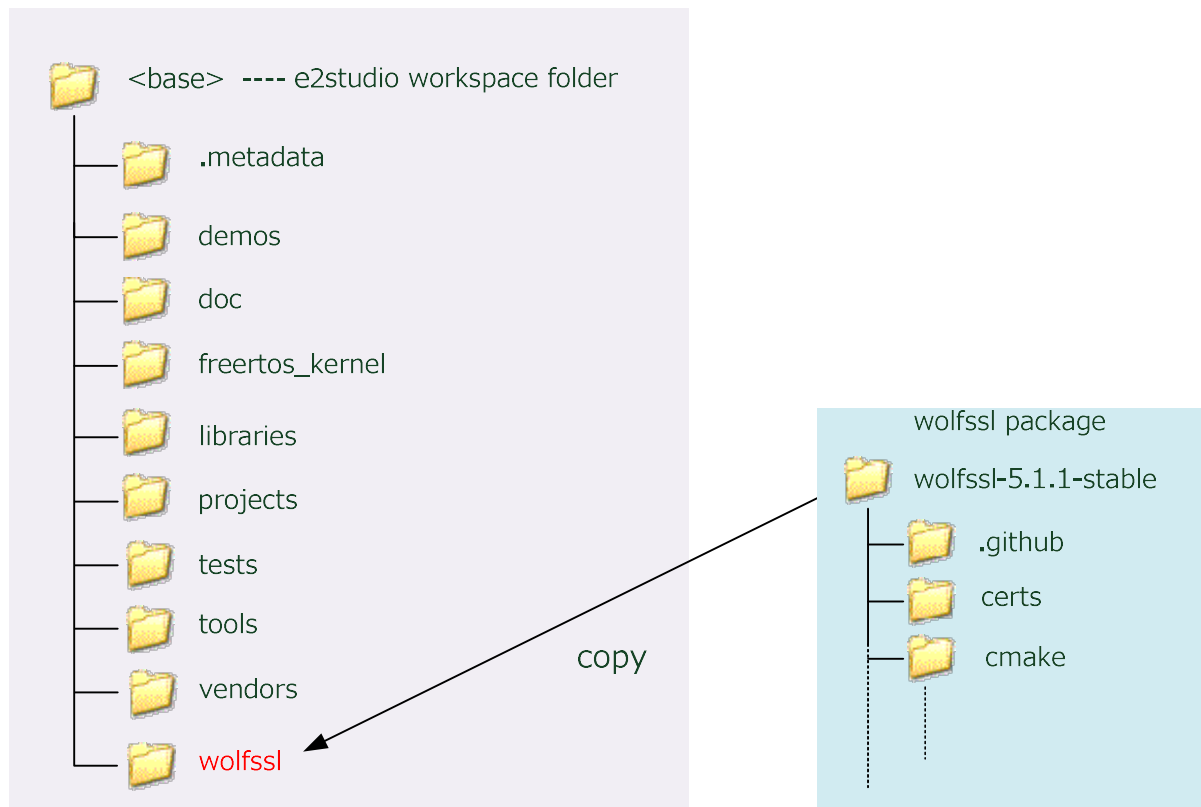 <base> ---- e2studio workspace folder
.metadata
demos
doc
freertos_kernel
libraries
projects
tests
tools
vendors
wolfssl
copy
wolfssl package
wolfssl-5.1.1-stable
.github
certs
cmake